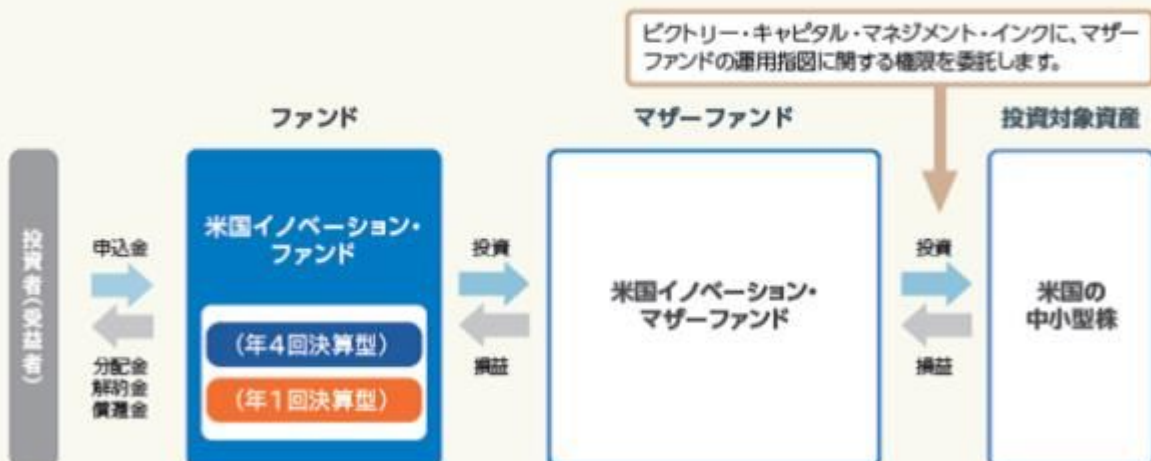 ビクトリー・キャピタル・マネジメント・インクに、マザー
ファンドの運用指図に関する権限を委託します。
ファンド
マザーファンド
投資対象資産
投資者(受益者)
申込金
分配金
解約金
償還金
米国イノベーション・
ファンド
(年4回決算型)
(年1回決算型)
投資
損益
米国イノベーション・
マザーファンド
投資
損益
米国の
中小型株